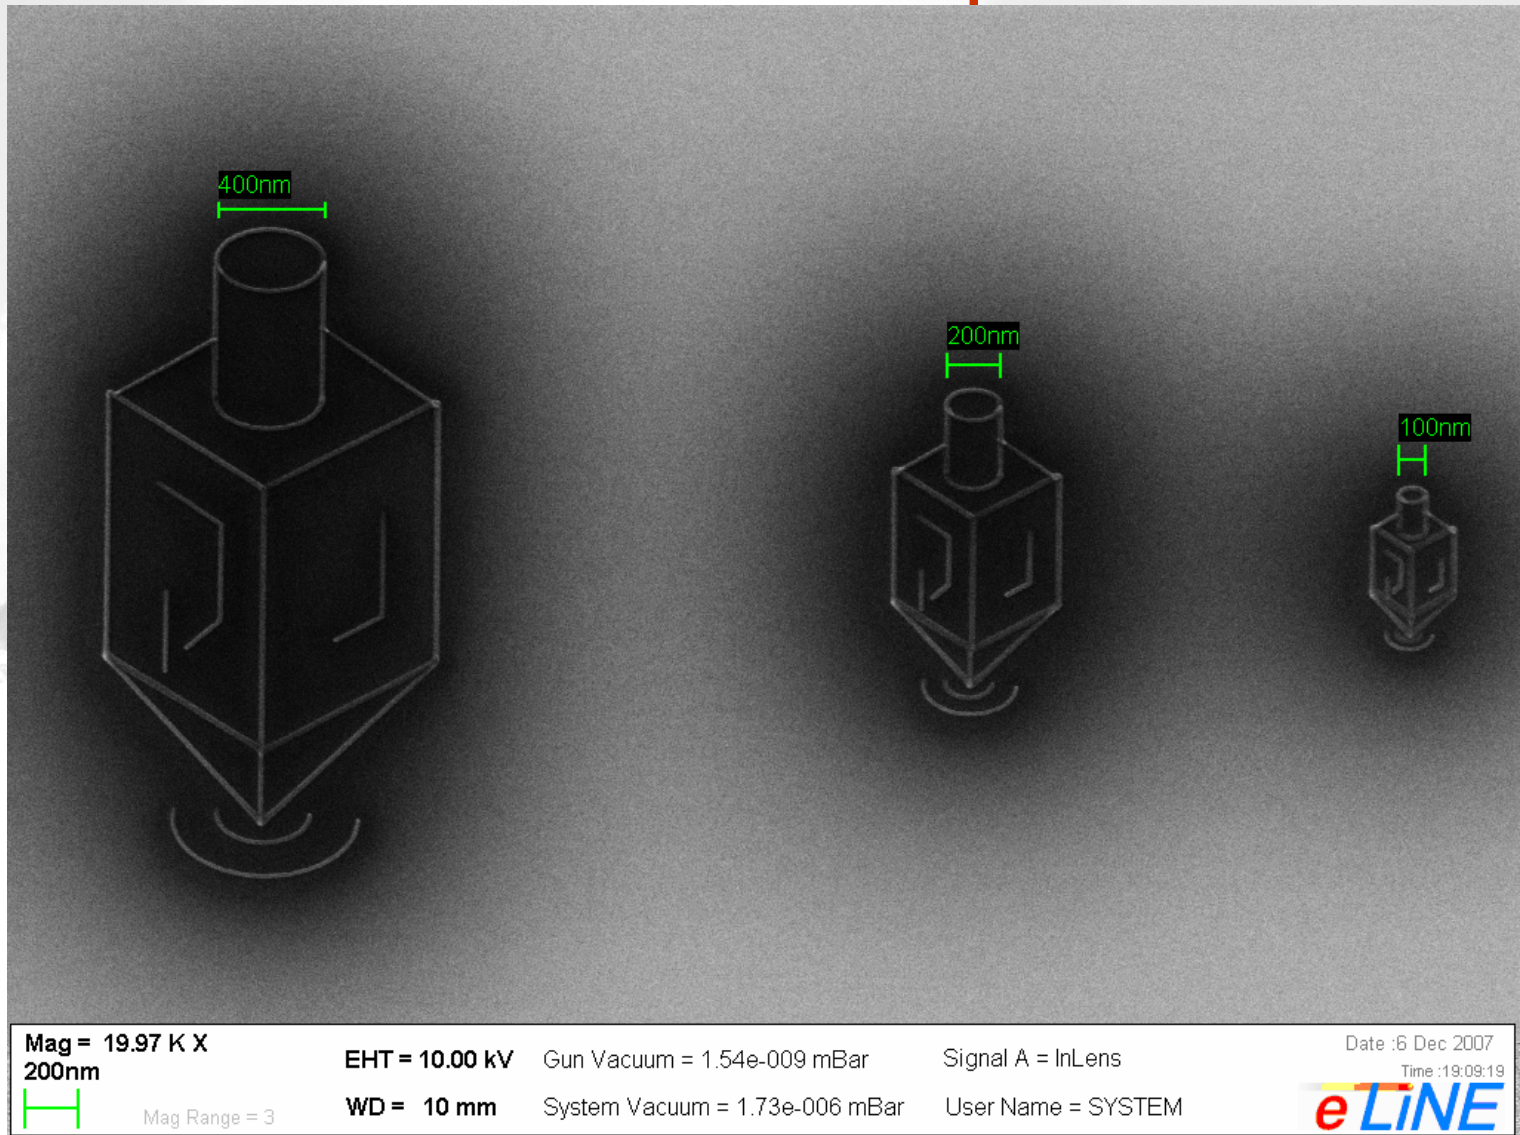 400nm
200nm
100nm
Mag = 19.97 K X
200nm
Mag Range = 3
EHT = 10.00 kV
WD = 10 mm
Gun Vacuum = 1.54e-009 mBar
System Vacuum = 1.73e-006 mBar
Signal A = InLens
User Name = SYSTEM
Date :6 Dec 2007
Time :19:09:19
eLiNE